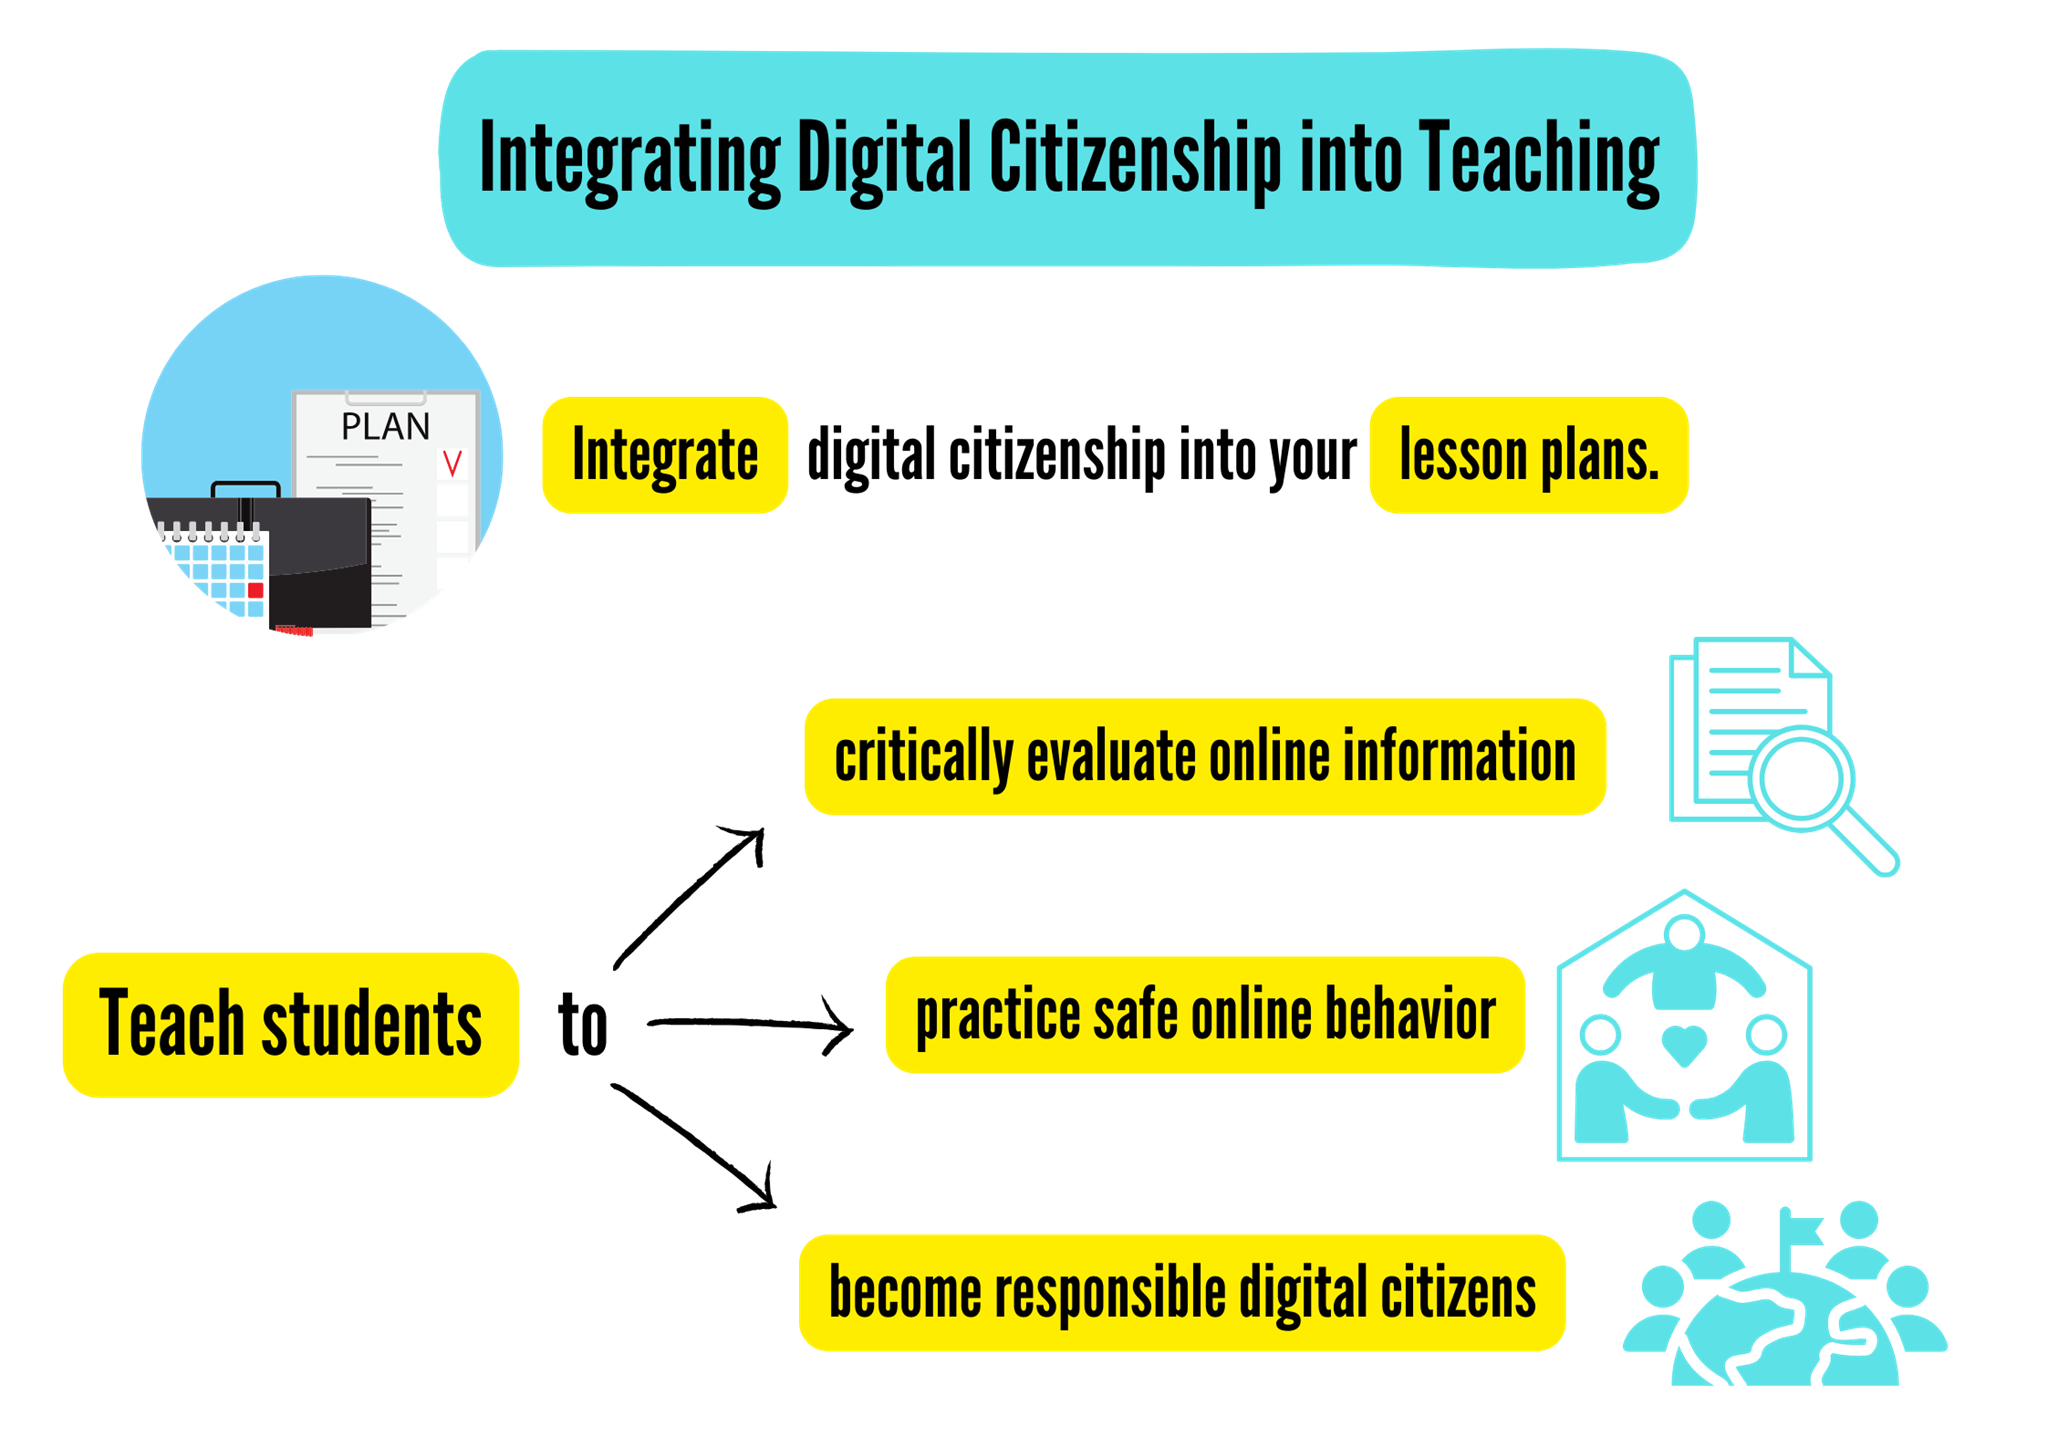 Integrating Digital Citizenship into Teaching
PLAN
Integrate digital citizenship into your lesson plans.
critically evaluate online information
Teach students to
practice safe online behavior
become responsible digital citizens